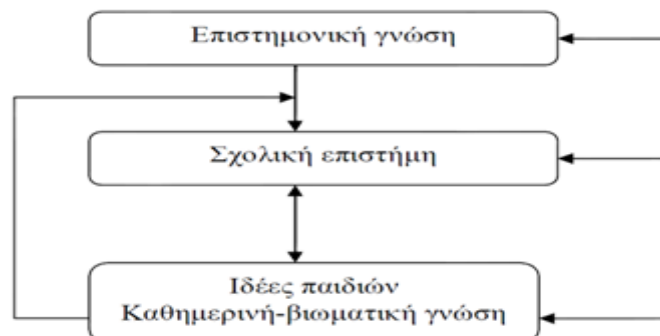 Επιστημονική γνώση
Σχολική επιστήμη
Ιδέες παιδιών
Καθημερινή-βιωματική γνώση